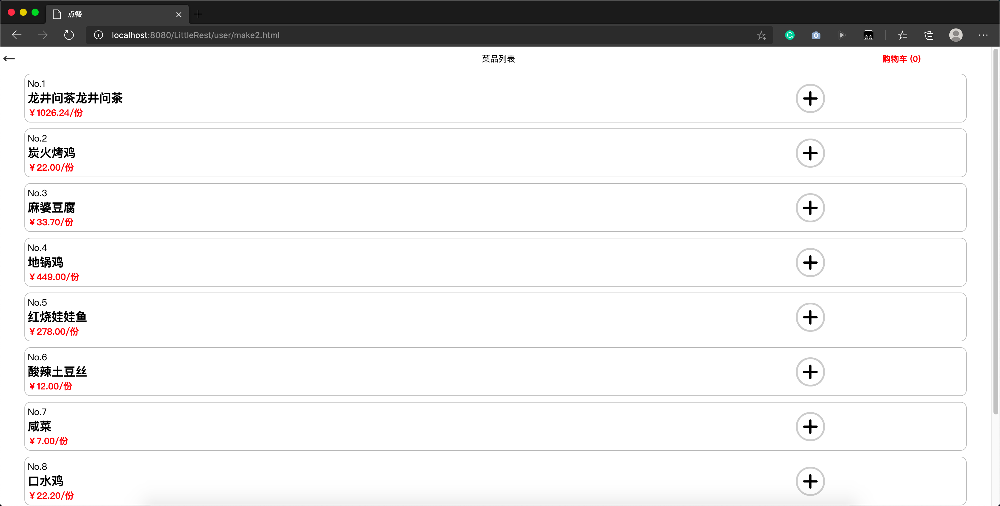 点餐
localhost:8080/LittleRest/user/make2.html
菜品列表
购物车 (0)
No.1
龙井问茶龙井问茶
¥ 1026.24/份
No.2
炭火烤鸡
¥ 22.00/份
No.3
麻婆豆腐
¥ 33.70/份
No.4
地锅鸡
¥ 449.00/份
No.5
红烧娃娃鱼
¥ 278.00/份
No.6
酸辣土豆丝
¥ 12.00/份
No.7
咸菜
¥ 7.00/份
No.8
口水鸡
¥ 22.20/份